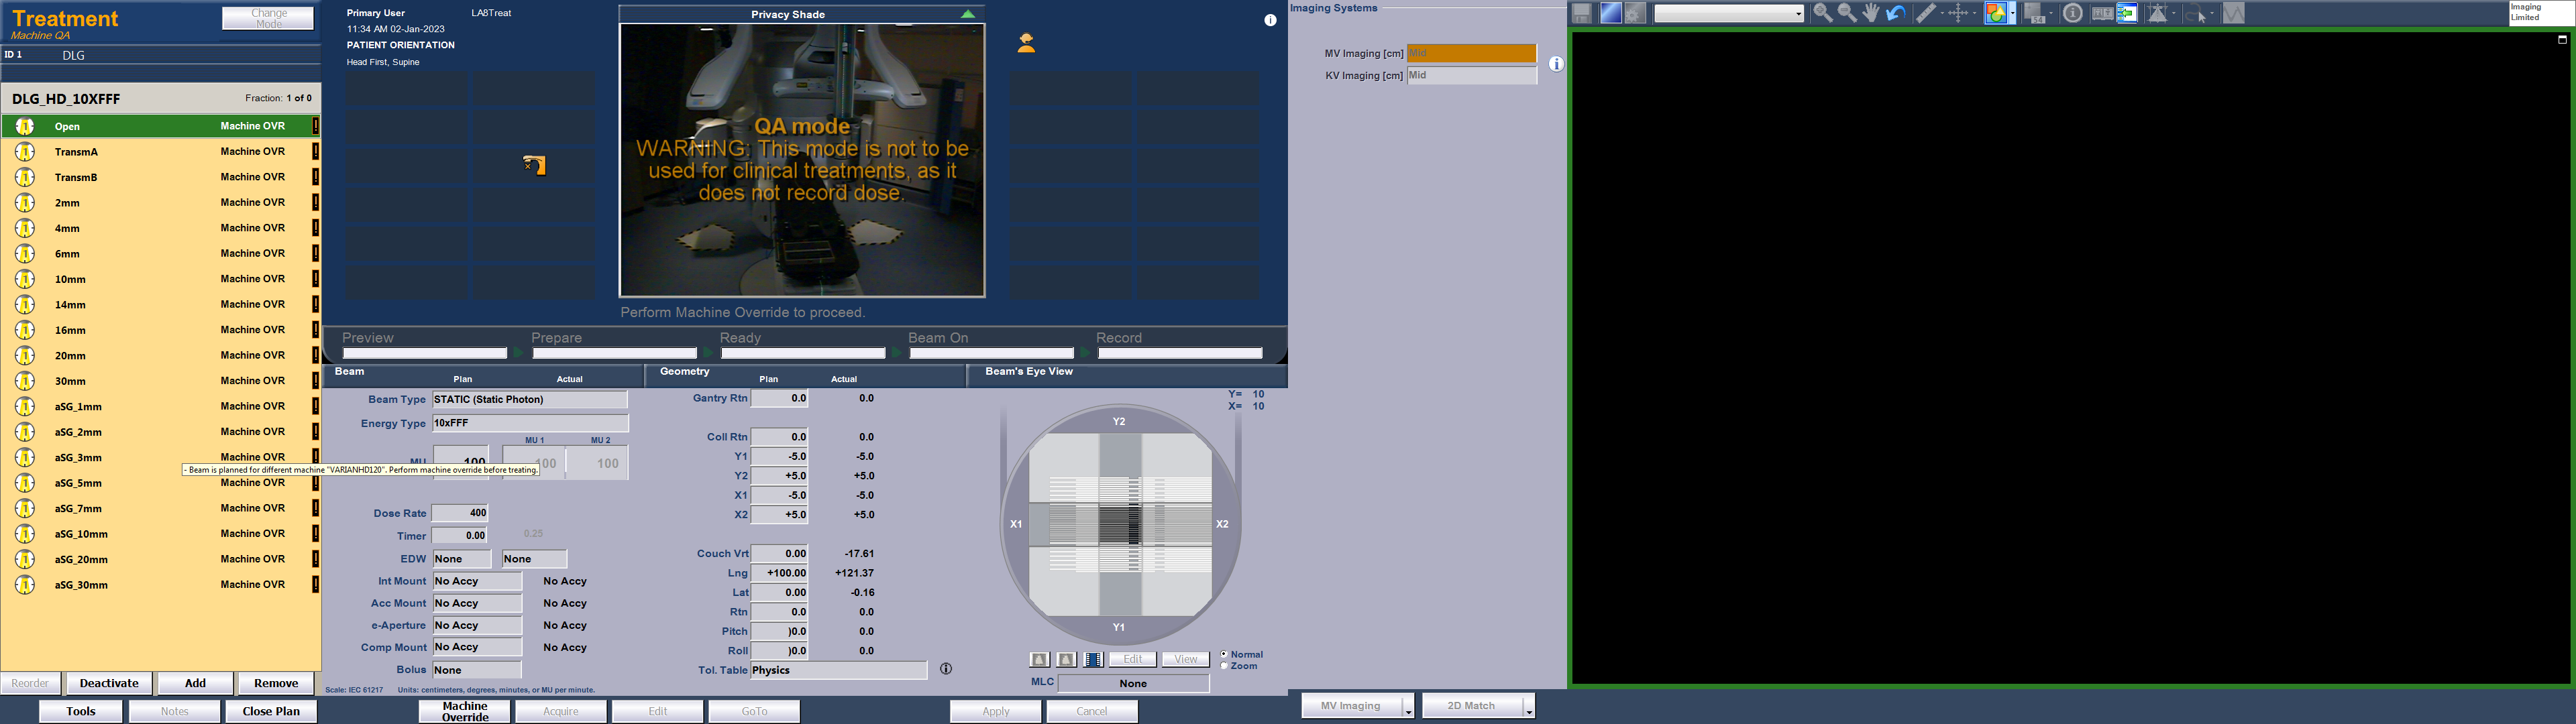 Treatment
Machine QA
Change
Mode
ID 1
DLG
DLG_HD_10XFFF
Fraction: 1 of 0
Open Machine OVR
TransmA Machine OVR
TransmB Machine OVR
2mm Machine OVR
4mm Machine OVR
6mm Machine OVR
10mm Machine OVR
14mm Machine OVR
16mm Machine OVR
20mm Machine OVR
30mm Machine OVR
aSG_1mm Machine OVR
aSG_2mm Machine OVR
aSG_3mm Machine OVR
- Beam is planned for different machine "VARIANHD120". Perform machine override before treating.
aSG_5mm Machine OVR
aSG_7mm Machine OVR
aSG_10mm Machine OVR
aSG_20mm Machine OVR
aSG_30mm Machine OVR
Reorder Deactivate Add Remove
Tools Notes Close Plan
Primary User LA8Treat
11:34 AM 02-Jan-2023
PATIENT ORIENTATION
Head First, Supine
Privacy Shade
QA mode
WARNING: This mode is not to be
used for clinical treatments, as it
does not record dose.
Perform Machine Override to proceed.
Preview Prepare Ready Beam On Record
Beam
Plan Actual
Beam Type STATIC (Static Photon)
Energy Type 10xFFF
MU 1 MU 2
MU 100 100 100
Dose Rate 400
Timer 0.00 0.25
EDW None None
Int Mount No Accy No Accy
Acc Mount No Accy No Accy
e-Aperture No Accy No Accy
Comp Mount No Accy No Accy
Bolus None
Scale: IEC 61217 Units: centimeters, degrees, minutes, or MU per minute.
Geometry
Plan Actual
Gantry Rtn 0.0 0.0
Coll Rtn 0.0 0.0
Y1 -5.0 -5.0
Y2 +5.0 +5.0
X1 -5.0 -5.0
X2 +5.0 +5.0
Couch Vrt 0.00 -17.61
Lng +100.00 +121.37
Lat 0.00 -0.16
Rtn 0.0 0.0
Pitch )0.0 0.0
Roll )0.0 0.0
Tol. Table Physics
Beam's Eye View
Y= 10
X= 10
Y2
X1 X2
Y1
Edit View
Normal
Zoom
MLC None
Machine
Override
Acquire Edit GoTo Apply Cancel
Imaging Systems
MV Imaging [cm] Mid
KV Imaging [cm] Mid
MV Imaging 2D Match
Imaging
Limited